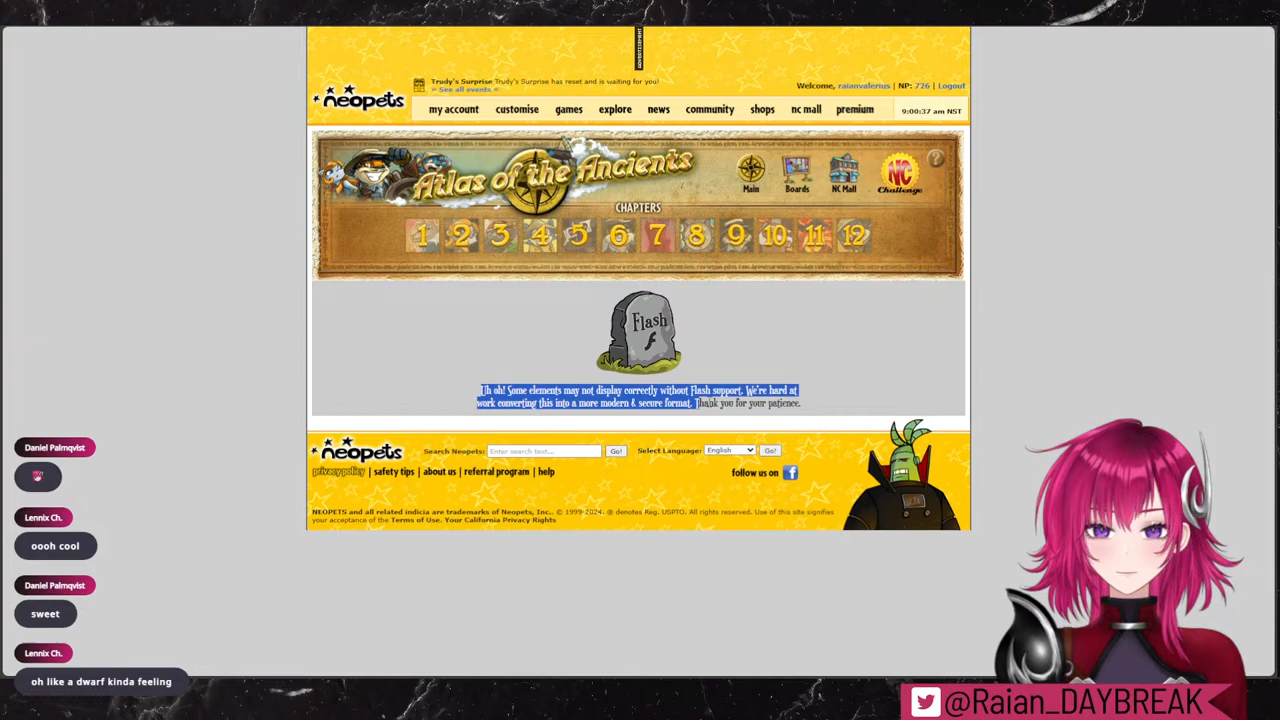 ADVERTISEMENT
Trudy's Surprise Trudy's Surprise has reset and is waiting for you!
» See all events «
Welcome, raianvalerius | NP: 726 | Logout
neopets
my account customise games explore news community shops nc mall premium
9:00:37 am NST
Atlas of the Ancients
Main Boards NC Mall NC Challenge ?
CHAPTERS
1 2 3 4 5 6 7 8 9 10 11 12
Flash
f
Uh oh! Some elements may not display correctly without Flash support. We're hard at
work converting this into a more modern & secure format. Thank you for your patience.
neopets
Search Neopets: Enter search text... Go! Select Language: English Go!
privacy policy | safety tips | about us | referral program | help
follow us on f
NEOPETS and all related indicia are trademarks of Neopets, Inc.. © 1999-2024. ® denotes Reg. USPTO. All rights reserved. Use of this site signifies
your acceptance of the Terms of Use. Your California Privacy Rights
Daniel Palmqvist
Lennix Ch.
oooh cool
Daniel Palmqvist
sweet
Lennix Ch.
oh like a dwarf kinda feeling
@Raian_DAYBREAK